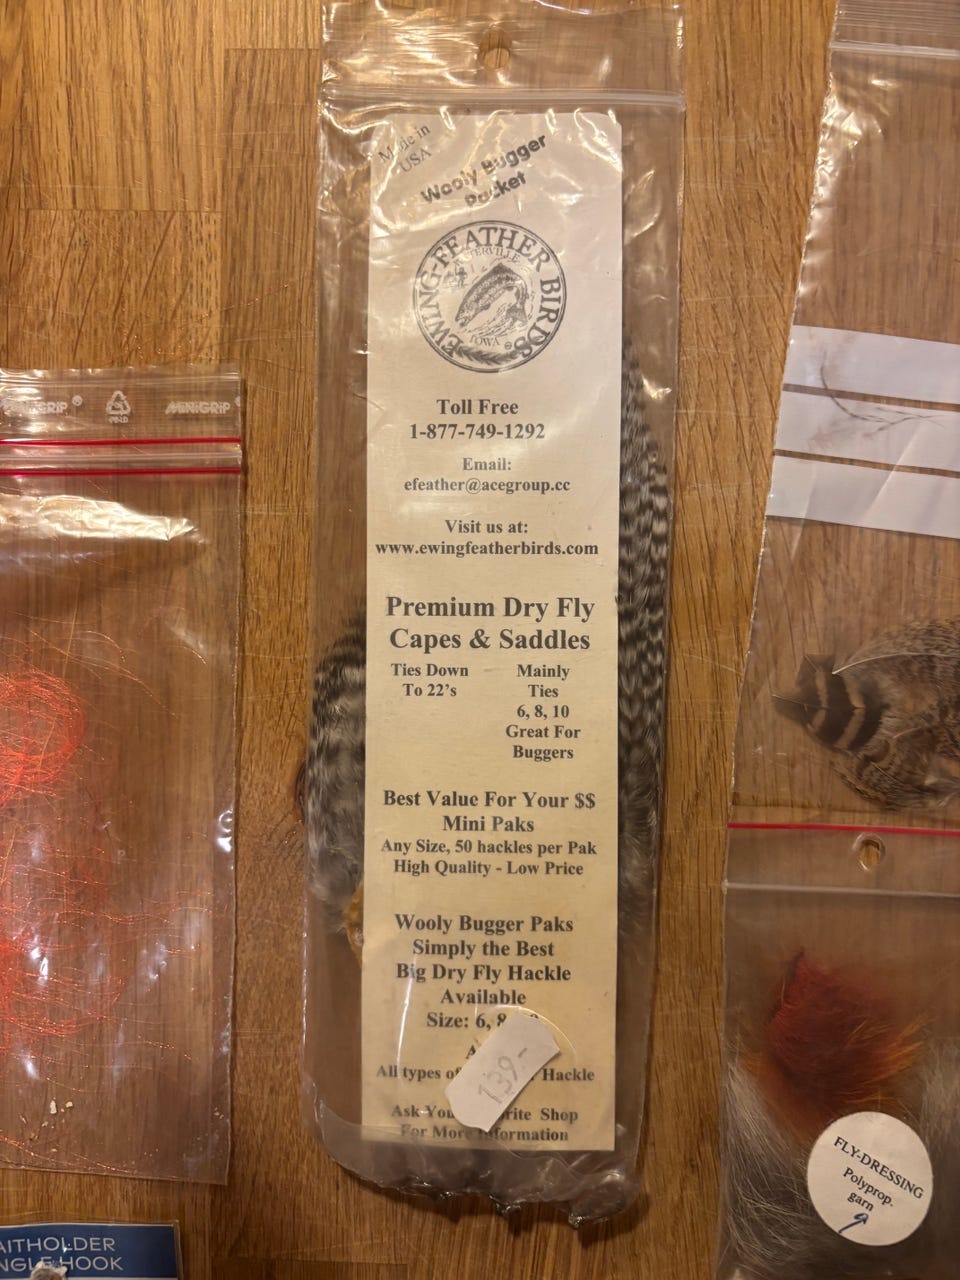 Made in
USA
Wooly Bugger
Packet
EWING-FEATHER BIRDS
IOWA
Toll Free
1-877-749-1292
Email:
efeather@acegroup.cc
Visit us at:
www.ewingfeatherbirds.com
Premium Dry Fly
Capes & Saddles
Ties Down
To 22's
Mainly
Ties
6, 8, 10
Great For
Buggers
Best Value For Your $$
Mini Paks
Any Size, 50 hackles per Pak
High Quality - Low Price
Wooly Bugger Paks
Simply the Best
Big Dry Fly Hackle
Available
Size: 6, 8
All types of Hackle
Ask Your Shop
For More Information
139.-
MiNiGRiP®
AITHOLDER
NGLE HOOK
FLY-DRESSING
Polyprop.
garn
9